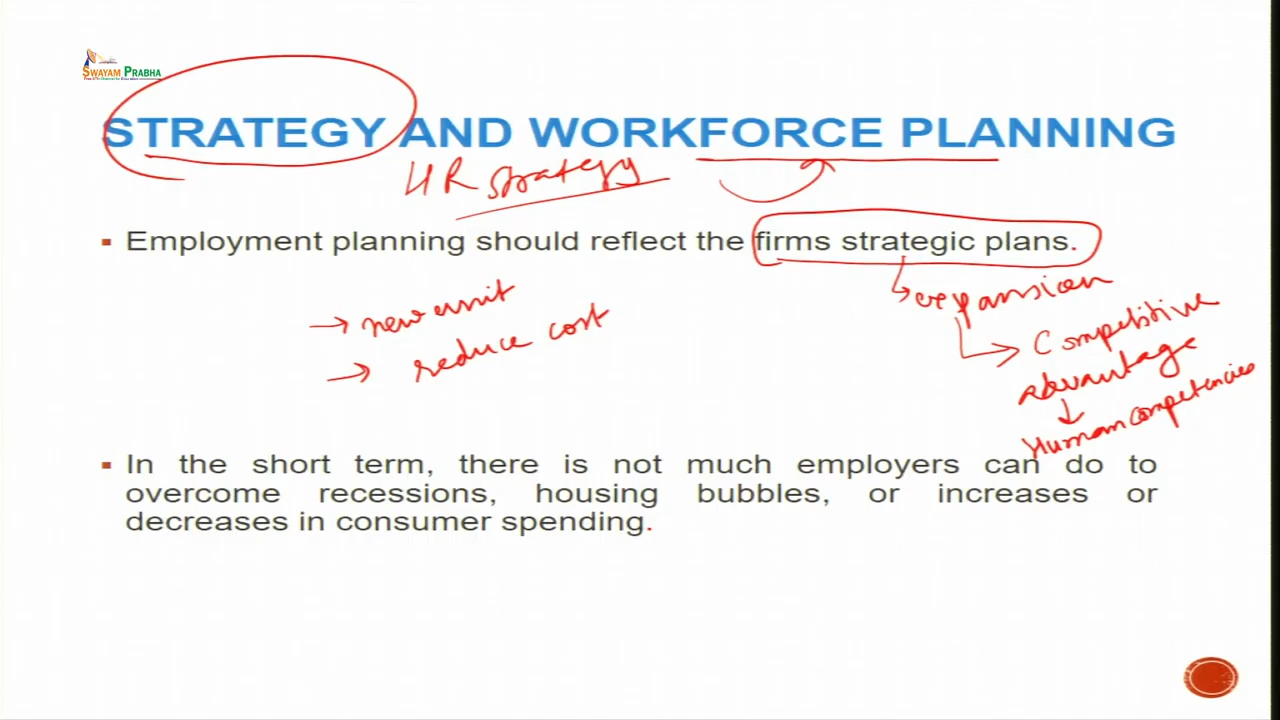 SWAYAM PRABHA
STRATEGY AND WORKFORCE PLANNING
HR strategy
Employment planning should reflect the firms strategic plans.
→ expansion
→ new unit
→ reduce cost
→ Competitive
advantage
Human competencies
In the short term, there is not much employers can do to
overcome recessions, housing bubbles, or increases or
decreases in consumer spending.